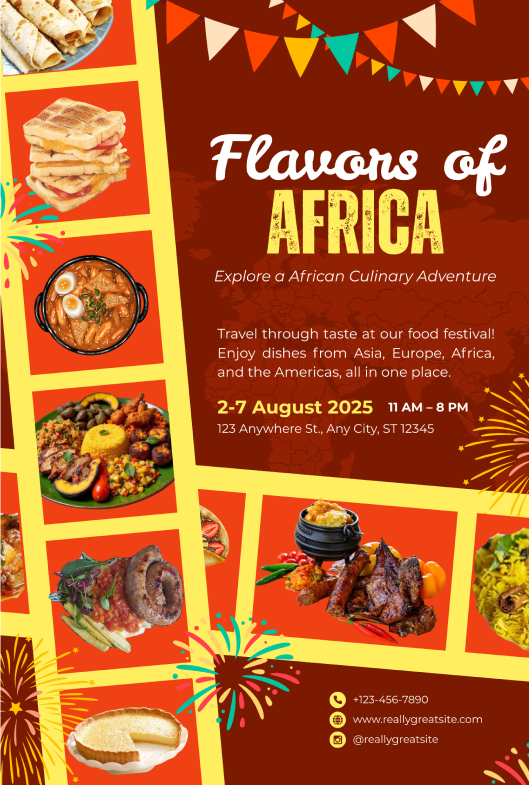 Flavors of
AFRICA
Explore a African Culinary Adventure
Travel through taste at our food festival!
Enjoy dishes from Asia, Europe, Africa,
and the Americas, all in one place.
2-7 August 2025 11 AM – 8 PM
123 Anywhere St., Any City, ST 12345
+123-456-7890
www.reallygreatsite.com
@reallygreatsite